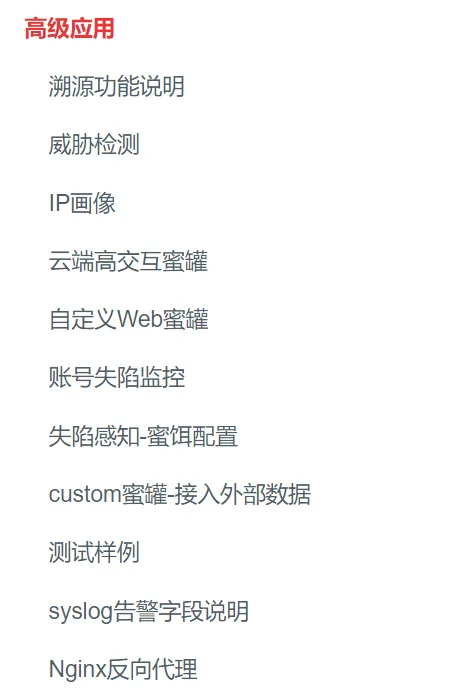 高级应用
溯源功能说明
威胁检测
IP画像
云端高交互蜜罐
自定义Web蜜罐
账号失陷监控
失陷感知-蜜饵配置
custom蜜罐-接入外部数据
测试样例
syslog告警字段说明
Nginx反向代理